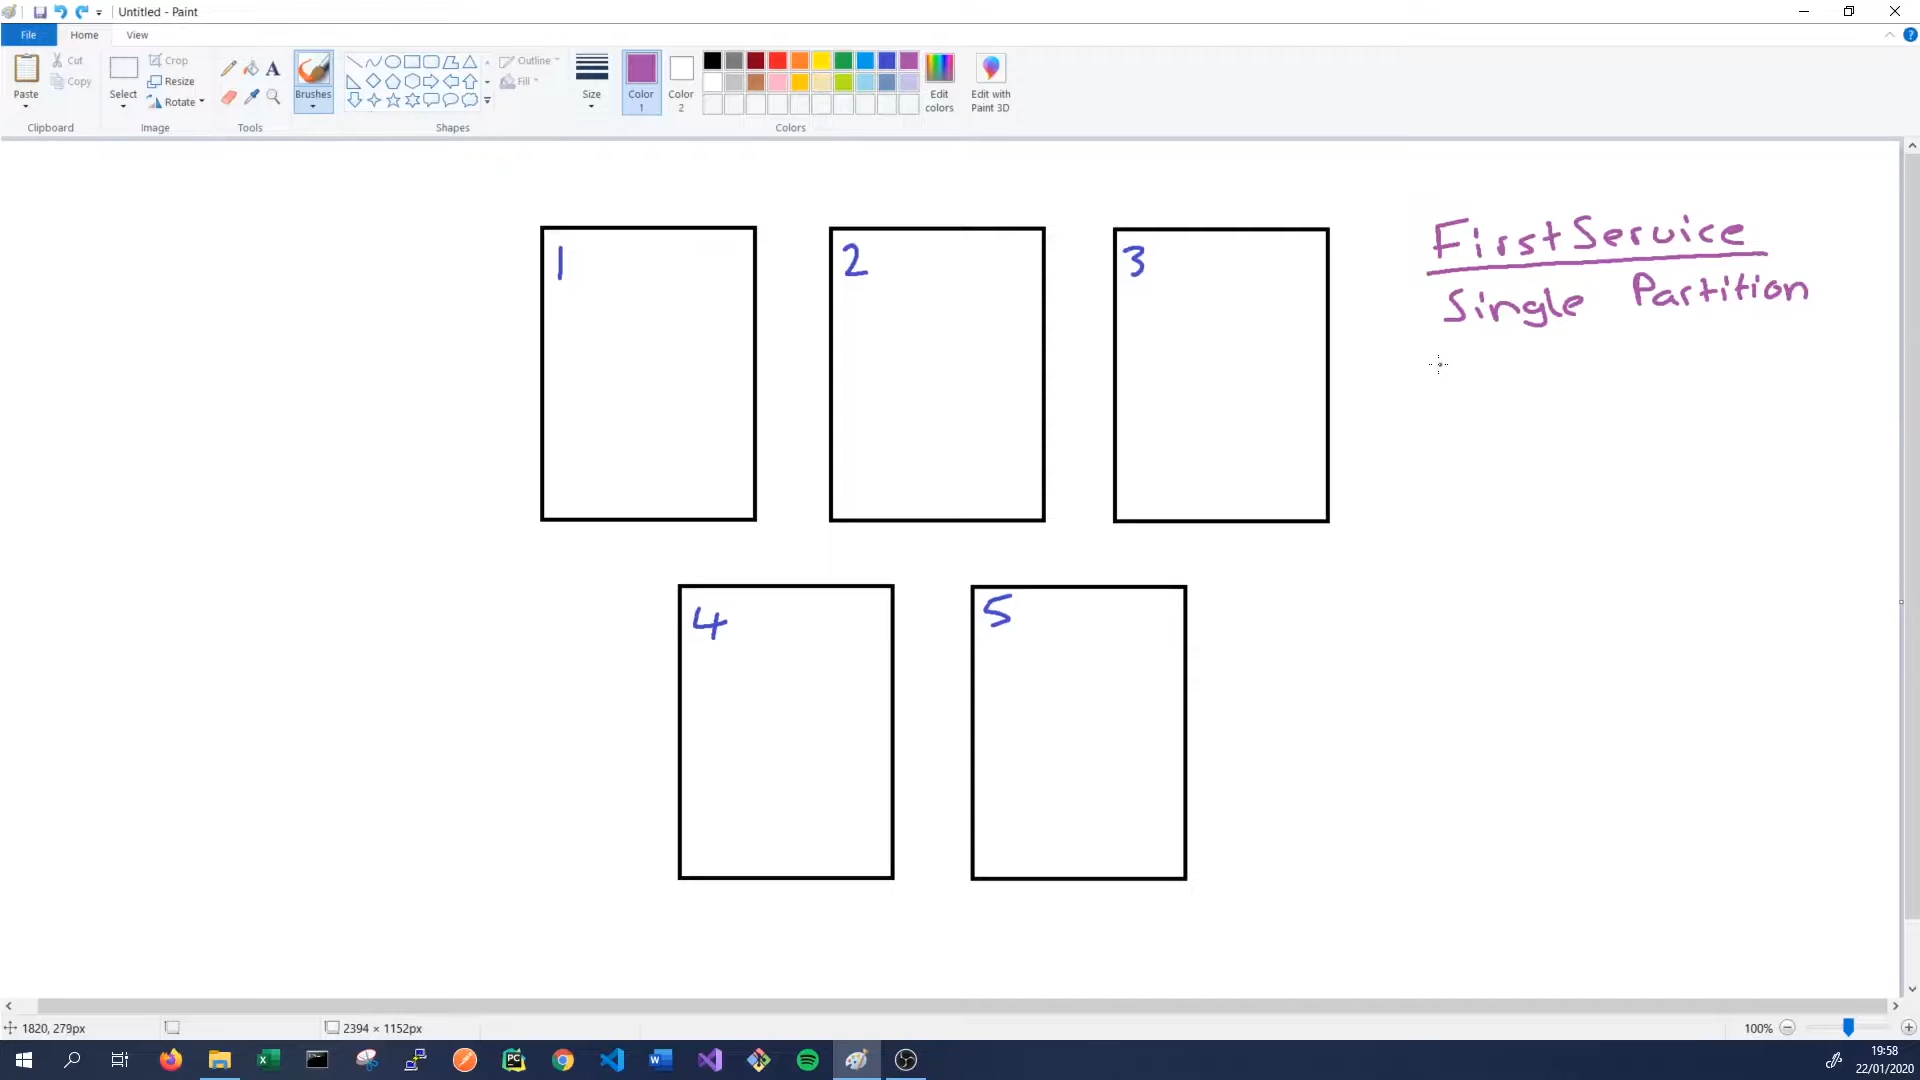 Untitled - Paint
File Home View
Paste
Cut
Copy
Clipboard
Select
Crop
Resize
Rotate
Image
Tools
Brushes
Shapes
Outline
Fill
Size
Color 1
Color 2
Colors
Edit colors
Edit with Paint 3D
1
2
3
FirstService
Single Partition
4
5
1820, 279px
2394 × 1152px
100%
19:58
22/01/2020